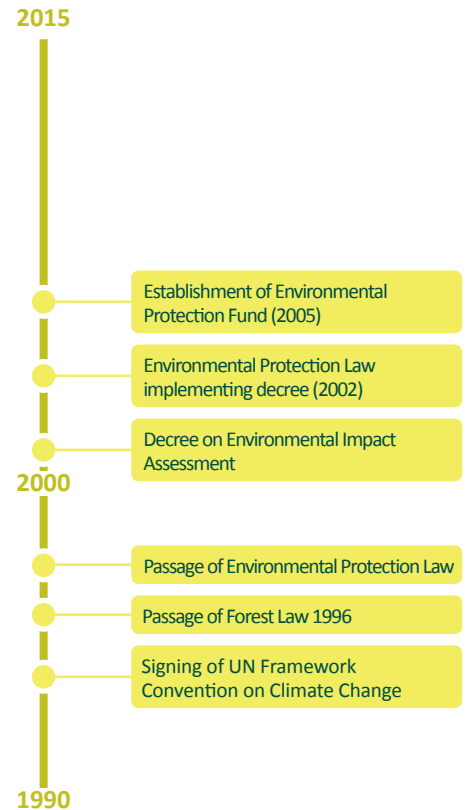 2015
Establishment of Environmental
Protection Fund (2005)
Environmental Protection Law
implementing decree (2002)
Decree on Environmental Impact
Assessment
2000
Passage of Environmental Protection Law
Passage of Forest Law 1996
Signing of UN Framework
Convention on Climate Change
1990